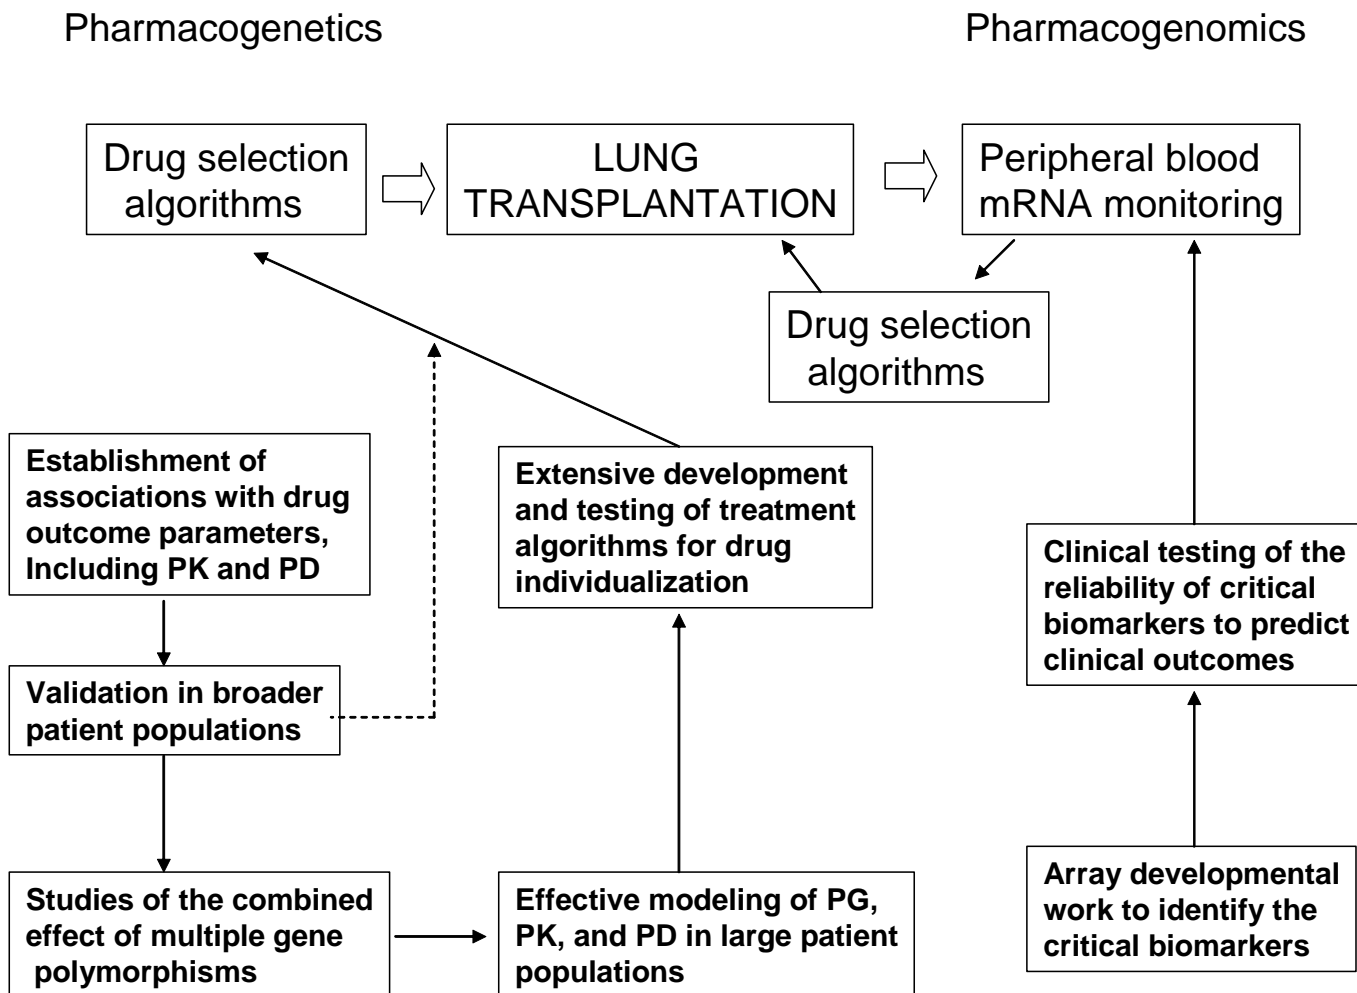 Pharmacogenetics
Pharmacogenomics
Drug selection
algorithms
LUNG
TRANSPLANTATION
Peripheral blood
mRNA monitoring
Drug selection
algorithms
Establishment of
associations with drug
outcome parameters,
Including PK and PD
Extensive development
and testing of treatment
algorithms for drug
individualization
Clinical testing of the
reliability of critical
biomarkers to predict
clinical outcomes
Validation in broader
patient populations
Studies of the combined
effect of multiple gene
polymorphisms
Effective modeling of PG,
PK, and PD in large patient
populations
Array developmental
work to identify the
critical biomarkers